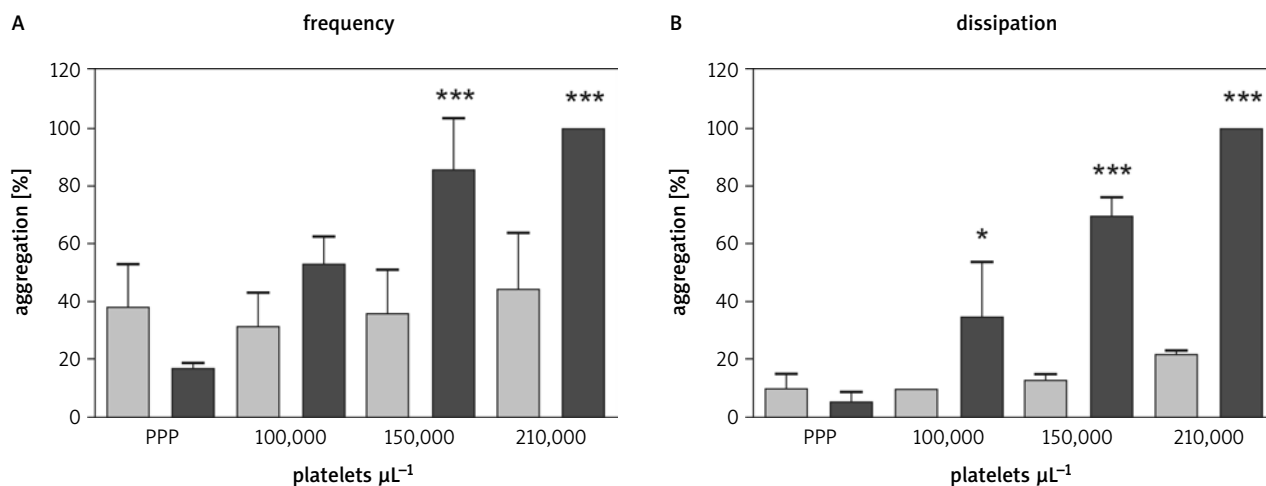 A frequency
120
100
80
60
40
20
0
aggregation [%]
*** ***
PPP 100,000 150,000 210,000
platelets µL⁻¹
B dissipation
120
100
80
60
40
20
0
aggregation [%]
* *** ***
PPP 100,000 150,000 210,000
platelets µL⁻¹